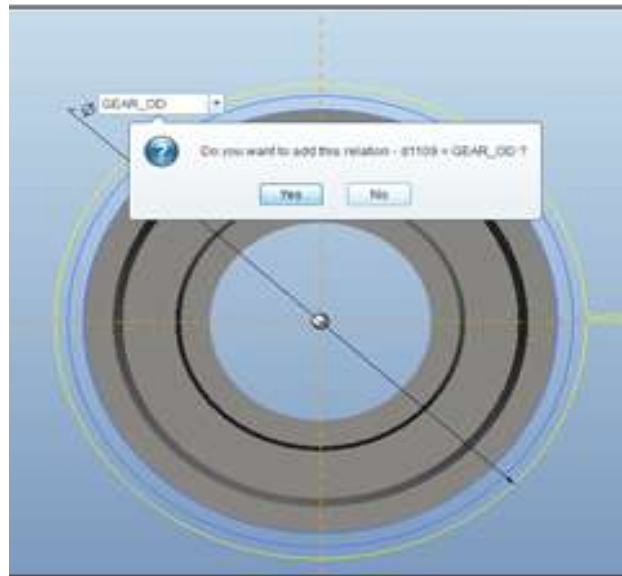 Ø GEAR_OD
Do you want to add this relation - d1109 = GEAR_OD ?
Yes No